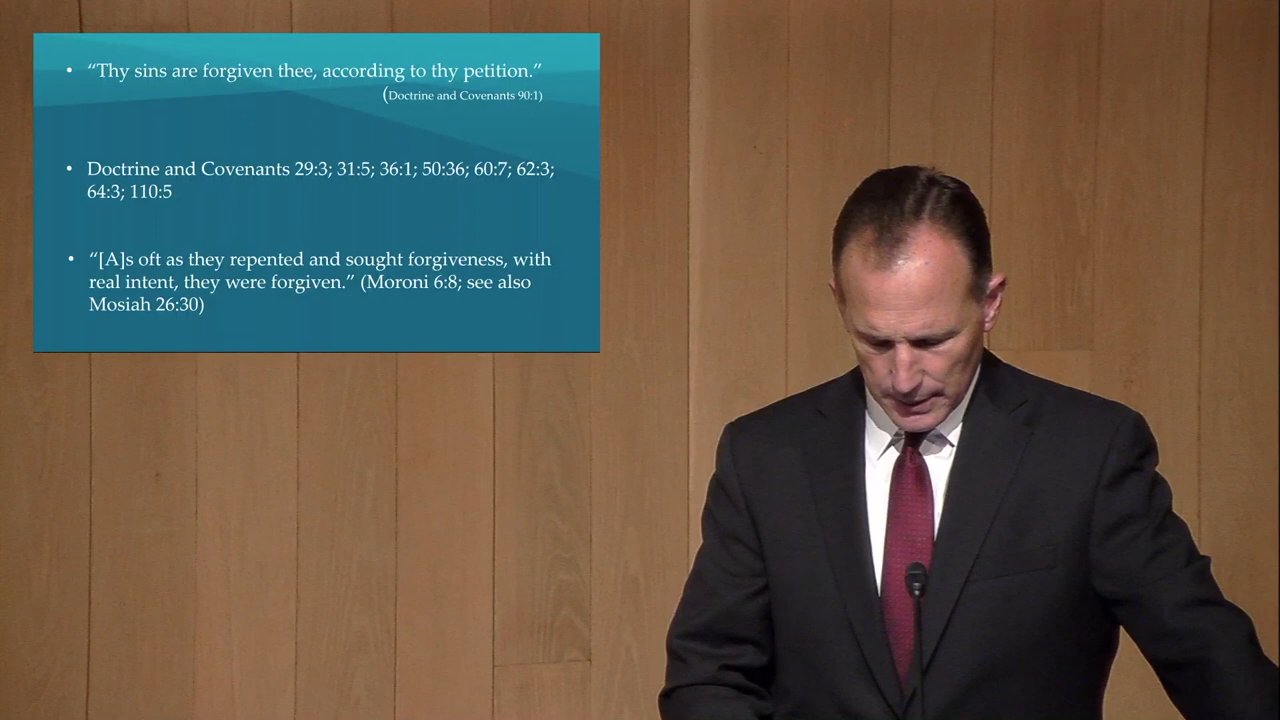 • “Thy sins are forgiven thee, according to thy petition.”
(Doctrine and Covenants 90:1)
• Doctrine and Covenants 29:3; 31:5; 36:1; 50:36; 60:7; 62:3;
64:3; 110:5
• “[A]s oft as they repented and sought forgiveness, with
real intent, they were forgiven.” (Moroni 6:8; see also
Mosiah 26:30)